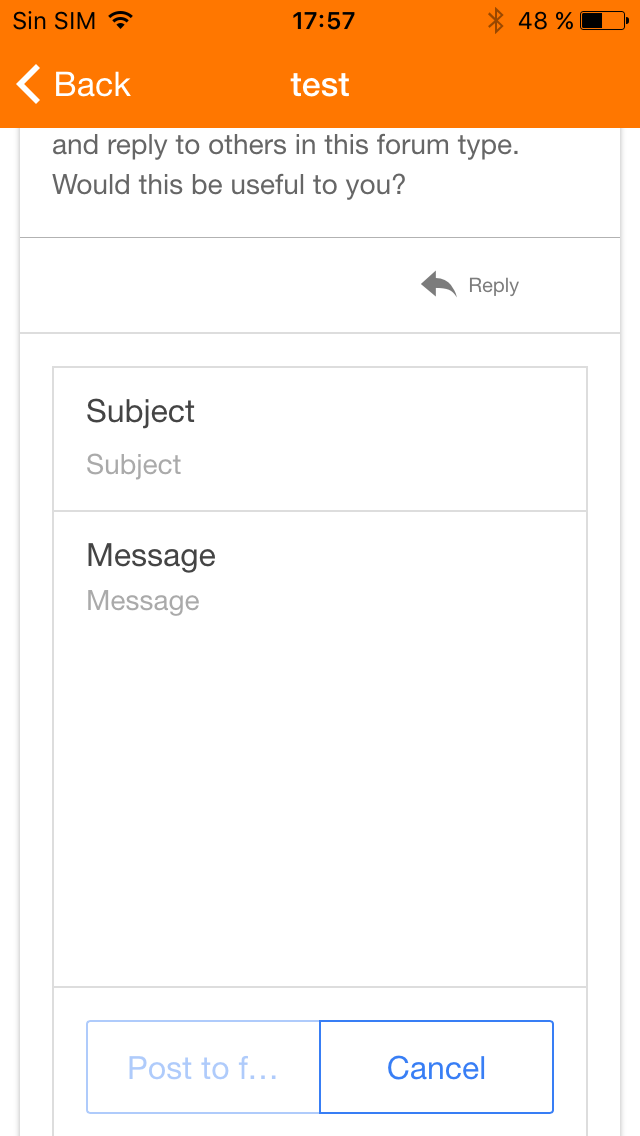 Sin SIM 17:57 48 %
Back test
and reply to others in this forum type.
Would this be useful to you?
Reply
Subject
Subject
Message
Message
Post to f... Cancel